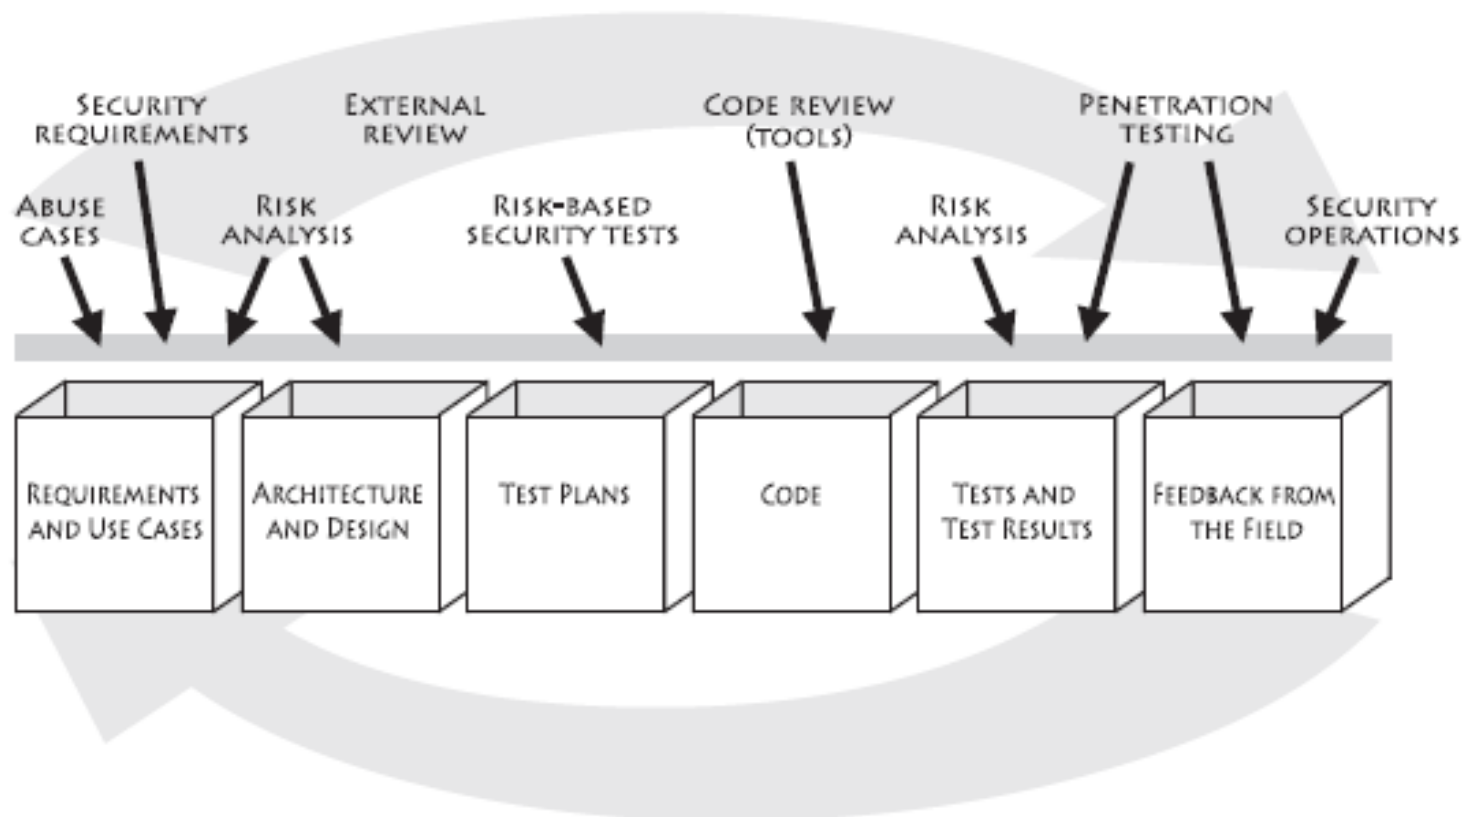 SECURITY
REQUIREMENTS
EXTERNAL
REVIEW
CODE REVIEW
(TOOLS)
PENETRATION
TESTING
ABUSE
CASES
RISK
ANALYSIS
RISK-BASED
SECURITY TESTS
RISK
ANALYSIS
SECURITY
OPERATIONS
REQUIREMENTS
AND USE CASES
ARCHITECTURE
AND DESIGN
TEST PLANS
CODE
TESTS AND
TEST RESULTS
FEEDBACK FROM
THE FIELD